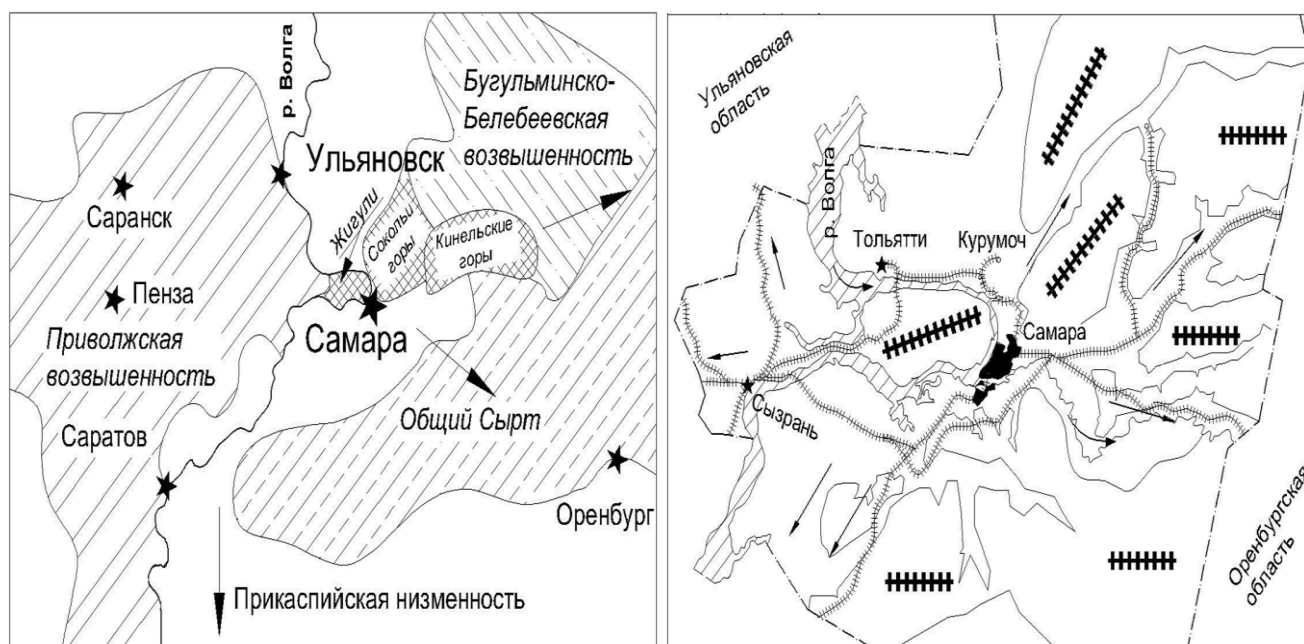 р. Волга
Бугульминско-
Белебеевская
возвышенность
Ульяновск
Саранск
Жигули
Сокольи
горы
Кинельские
горы
Пенза
Самара
Приволжская
возвышенность
Общий Сырт
Саратов
Оренбург
Прикаспийская низменность
Ульяновская
область
р. Волга
Тольятти
Курумоч
Самара
Сызрань
Оренбургская
область